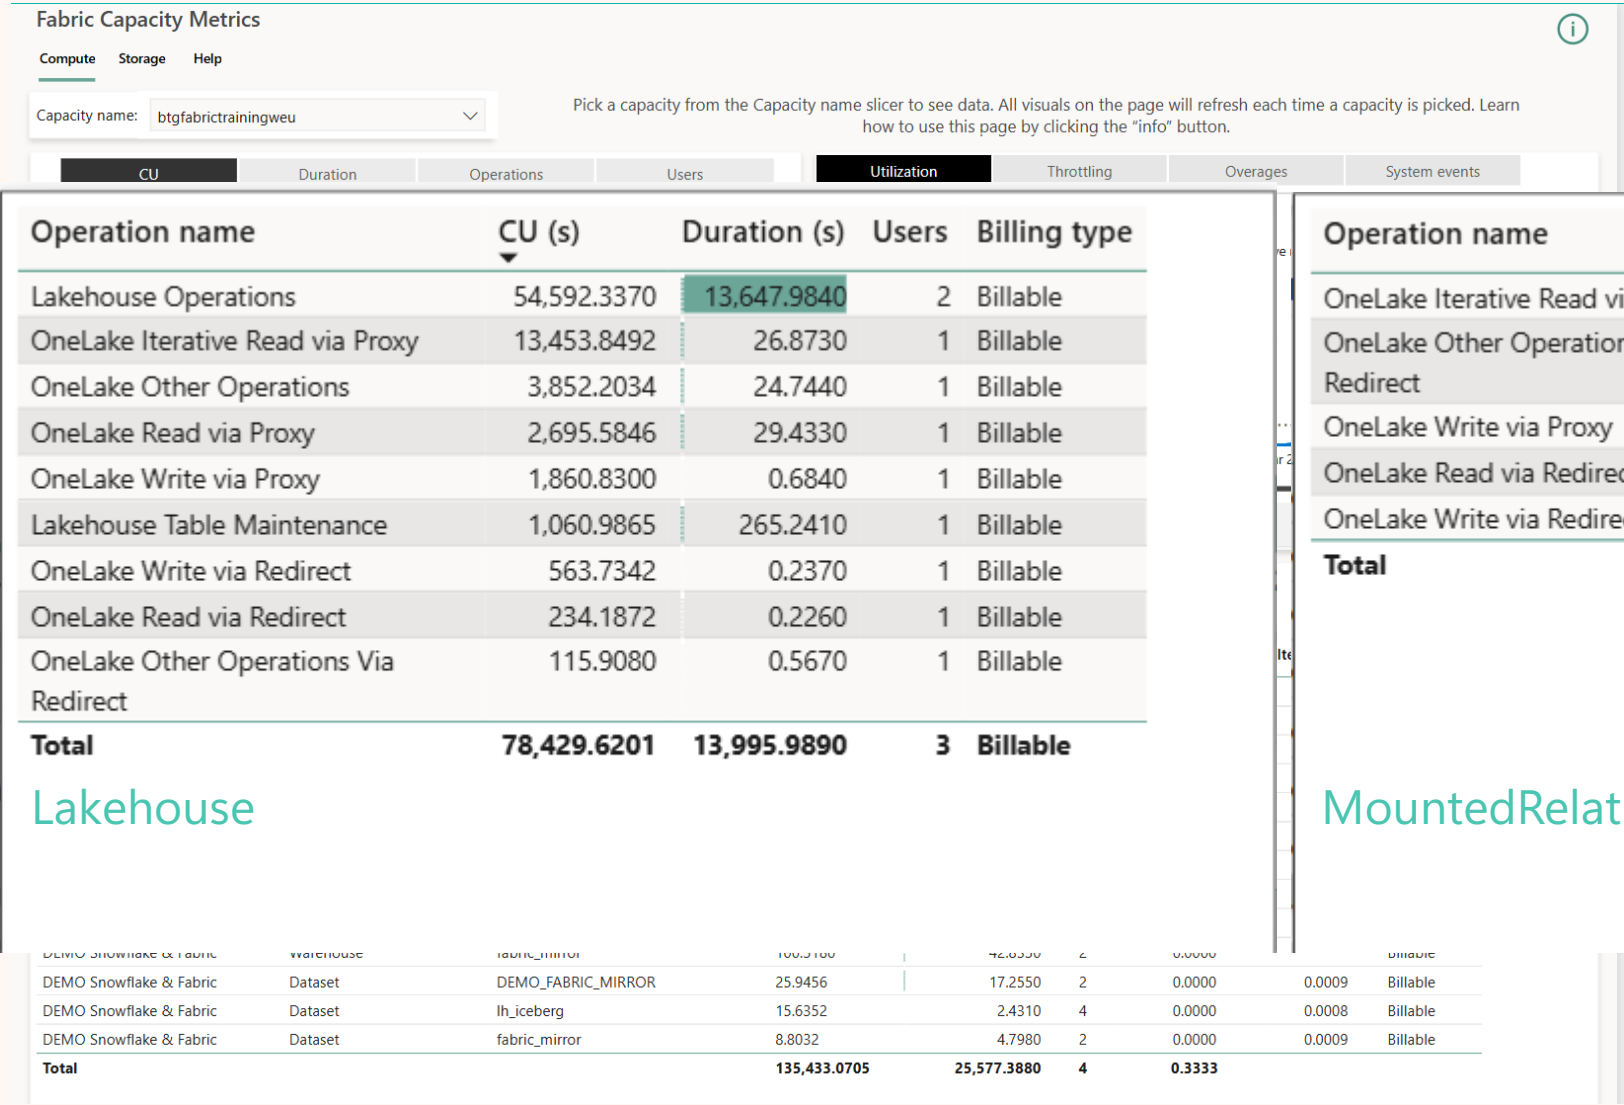 Fabric Capacity Metrics
Compute Storage Help
Capacity name: btgfabrictrainingweu
Pick a capacity from the Capacity name slicer to see data. All visuals on the page will refresh each time a capacity is picked. Learn
how to use this page by clicking the "info" button.
CU Duration Operations Users
Utilization Throttling Overages System events
Operation name CU (s) Duration (s) Users Billing type
Lakehouse Operations 54,592.3370 13,647.9840 2 Billable
OneLake Iterative Read via Proxy 13,453.8492 26.8730 1 Billable
OneLake Other Operations 3,852.2034 24.7440 1 Billable
OneLake Read via Proxy 2,695.5846 29.4330 1 Billable
OneLake Write via Proxy 1,860.8300 0.6840 1 Billable
Lakehouse Table Maintenance 1,060.9865 265.2410 1 Billable
OneLake Write via Redirect 563.7342 0.2370 1 Billable
OneLake Read via Redirect 234.1872 0.2260 1 Billable
OneLake Other Operations Via 115.9080 0.5670 1 Billable
Redirect
Total 78,429.6201 13,995.9890 3 Billable
Lakehouse
Operation name
OneLake Iterative Read vi
OneLake Other Operation
Redirect
OneLake Write via Proxy
OneLake Read via Redirec
OneLake Write via Redire
Total
MountedRelat
DEMO Snowflake & Fabric Warehouse fabric_mirror
DEMO Snowflake & Fabric Dataset DEMO_FABRIC_MIRROR 25.9456 17.2550 2 0.0000 0.0009 Billable
DEMO Snowflake & Fabric Dataset lh_iceberg 15.6352 2.4310 4 0.0000 0.0008 Billable
DEMO Snowflake & Fabric Dataset fabric_mirror 8.8032 4.7980 2 0.0000 0.0009 Billable
Total 135,433.0705 25,577.3880 4 0.3333